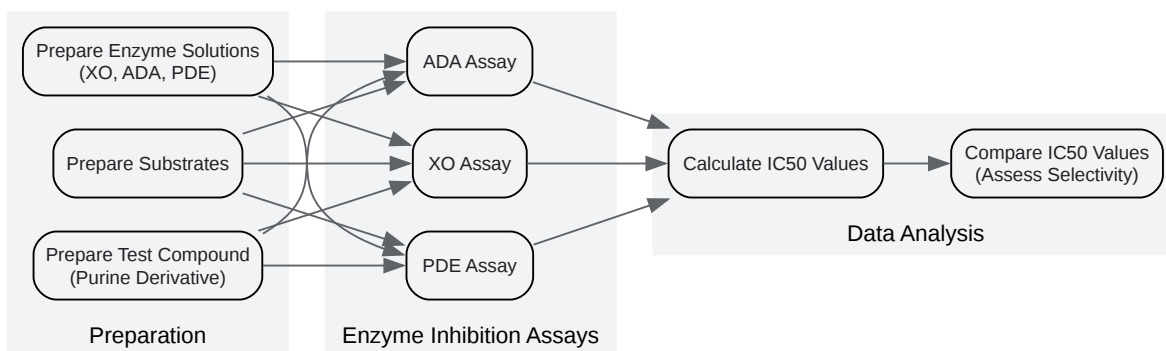 Prepare Enzyme Solutions
(XO, ADA, PDE)
Prepare Substrates
Prepare Test Compound
(Purine Derivative)
Preparation
ADA Assay
XO Assay
PDE Assay
Enzyme Inhibition Assays
Calculate IC50 Values
Compare IC50 Values
(Assess Selectivity)
Data Analysis